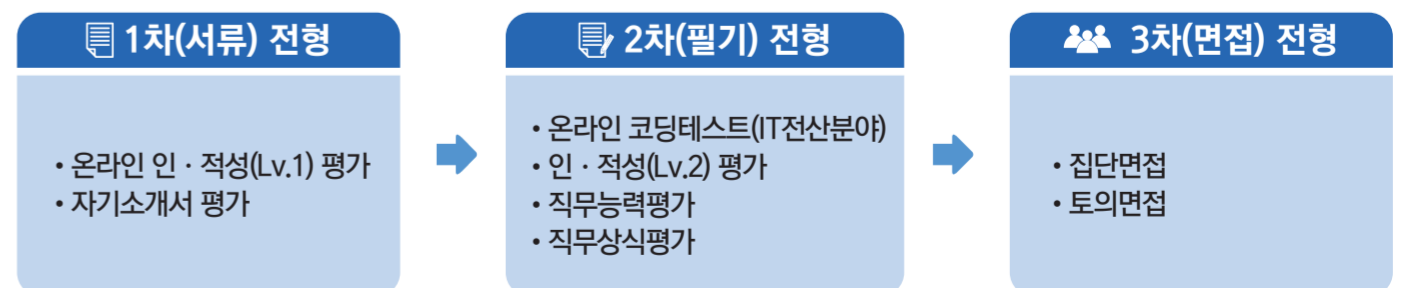 1차(서류) 전형
• 온라인 인 · 적성(Lv.1) 평가
• 자기소개서 평가
2차(필기) 전형
• 온라인 코딩테스트(IT전산분야)
• 인 · 적성(Lv.2) 평가
• 직무능력평가
• 직무상식평가
3차(면접) 전형
• 집단면접
• 토의면접